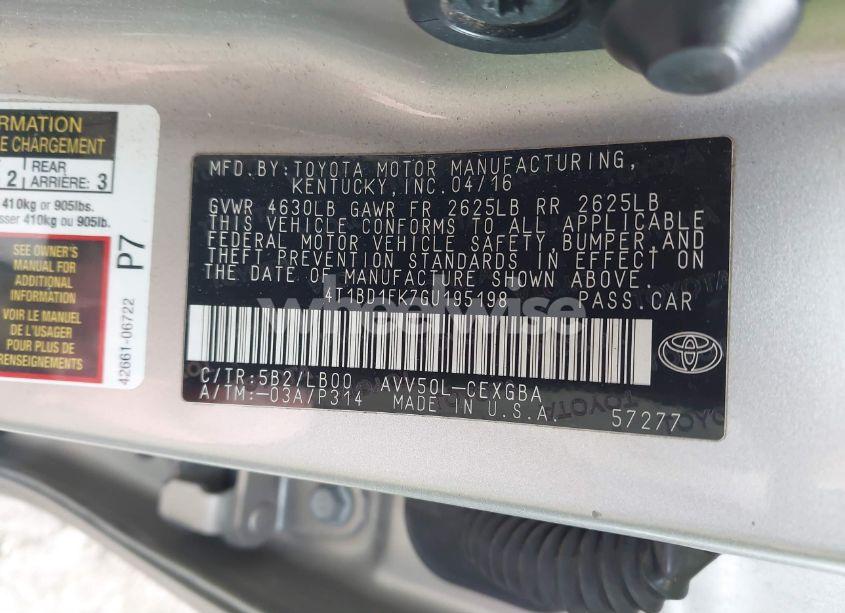 RMATION
E CHARGEMENT
2 REAR ARRIÈRE: 3
410kg or 905lbs.
sser 410kg ou 905lb.
SEE OWNER'S
MANUAL FOR
ADDITIONAL
INFORMATION
LE MANUEL DE
L'USAGER
POUR PLUS DE
RENSEIGNEMENTS
P7
42661-06722
MFD.BY:TOYOTA MOTOR MANUFACTURING,
KENTUCKY,INC.04/16
GVWR 4630LB GAWR FR 2625LB RR 2625LB
THIS VEHICLE CONFORMS TO ALL APPLICABLE
FEDERAL MOTOR VEHICLE SAFETY, BUMPER,AND
THEFT PREVENTION STANDARDS IN EFFECT ON
THE DATE OF MANUFACTURE SHOWN ABOVE.
4T1BD1FK7GU195198 PASS.CAR
wheelwise
C/TR:5B2/LB00 AVV50L-CEXGBA
A/TM:-03A/P314 MADE IN U.S.A.
57277